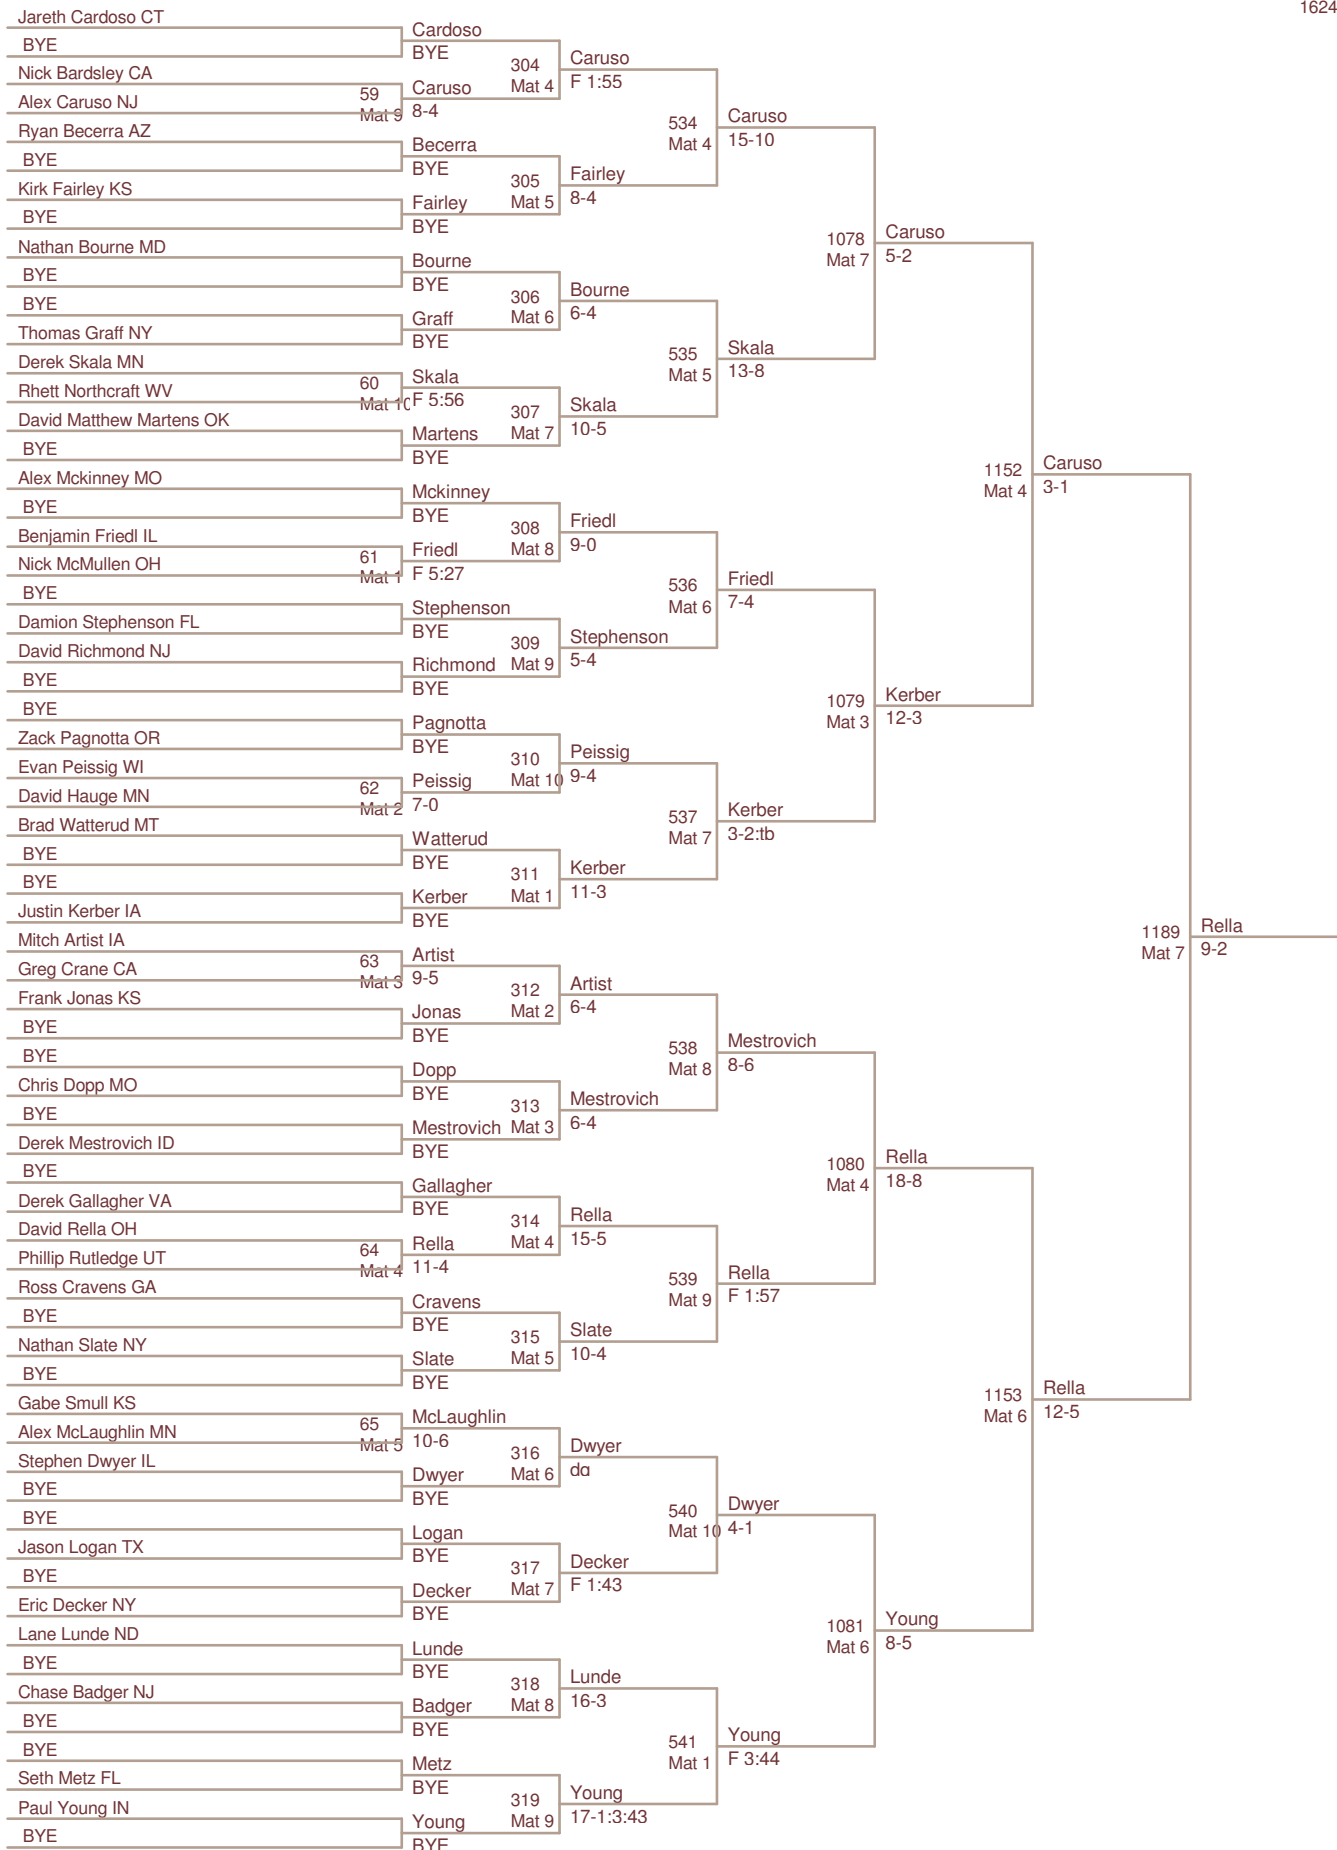 1624
Jareth Cardoso CT
BYE
Nick Bardsley CA
Alex Caruso NJ
Ryan Becerra AZ
BYE
Kirk Fairley KS
BYE
Nathan Bourne MD
BYE
BYE
Thomas Graff NY
Derek Skala MN
Rhett Northcraft WV
David Matthew Martens OK
BYE
Alex Mckinney MO
BYE
Benjamin Friedl IL
Nick McMullen OH
BYE
Damion Stephenson FL
David Richmond NJ
BYE
BYE
Zack Pagnotta OR
Evan Peissig WI
David Hauge MN
Brad Watterud MT
BYE
BYE
Justin Kerber IA
Mitch Artist IA
Greg Crane CA
Frank Jonas KS
BYE
BYE
Chris Dopp MO
BYE
Derek Mestrovich ID
BYE
Derek Gallagher VA
David Rella OH
Phillip Rutledge UT
Ross Cravens GA
BYE
Nathan Slate NY
BYE
Gabe Smull KS
Alex McLaughlin MN
Stephen Dwyer IL
BYE
BYE
Jason Logan TX
BYE
Eric Decker NY
Lane Lunde ND
BYE
Chase Badger NJ
BYE
BYE
Seth Metz FL
Paul Young IN
BYE
59
Mat 9
60
Mat 10
61
Mat 1
62
Mat 2
63
Mat 3
64
Mat 4
65
Mat 5
Cardoso
BYE
Caruso
8-4
Becerra
BYE
Fairley
BYE
Bourne
BYE
Graff
BYE
Skala
F 5:56
Martens
BYE
Mckinney
BYE
Friedl
F 5:27
Stephenson
BYE
Richmond
BYE
Pagnotta
BYE
Peissig
7-0
Watterud
BYE
Kerber
BYE
Artist
9-5
Jonas
BYE
Dopp
BYE
Mestrovich
BYE
Gallagher
BYE
Rella
11-4
Cravens
BYE
Slate
BYE
McLaughlin
10-6
Dwyer
BYE
Logan
BYE
Decker
BYE
Lunde
BYE
Badger
BYE
Metz
BYE
Young
BYE
304
Mat 4
305
Mat 5
306
Mat 6
307
Mat 7
308
Mat 8
309
Mat 9
310
Mat 10
311
Mat 1
312
Mat 2
313
Mat 3
314
Mat 4
315
Mat 5
316
Mat 6
317
Mat 7
318
Mat 8
319
Mat 9
Caruso
F 1:55
Fairley
8-4
Bourne
6-4
Skala
10-5
Friedl
9-0
Stephenson
5-4
Peissig
9-4
Kerber
11-3
Artist
6-4
Mestrovich
6-4
Rella
15-5
Slate
10-4
Dwyer
dq
Decker
F 1:43
Lunde
16-3
Young
17-1:3:43
534
Mat 4
535
Mat 5
536
Mat 6
537
Mat 7
538
Mat 8
539
Mat 9
540
Mat 10
541
Mat 1
Caruso
15-10
Skala
13-8
Friedl
7-4
Kerber
3-2:tb
Mestrovich
8-6
Rella
F 1:57
Dwyer
4-1
Young
F 3:44
1078
Mat 7
1079
Mat 3
1080
Mat 4
1081
Mat 6
Caruso
5-2
Kerber
12-3
Rella
18-8
Young
8-5
1152
Mat 4
1153
Mat 6
Caruso
3-1
Rella
12-5
1189
Mat 7
Rella
9-2